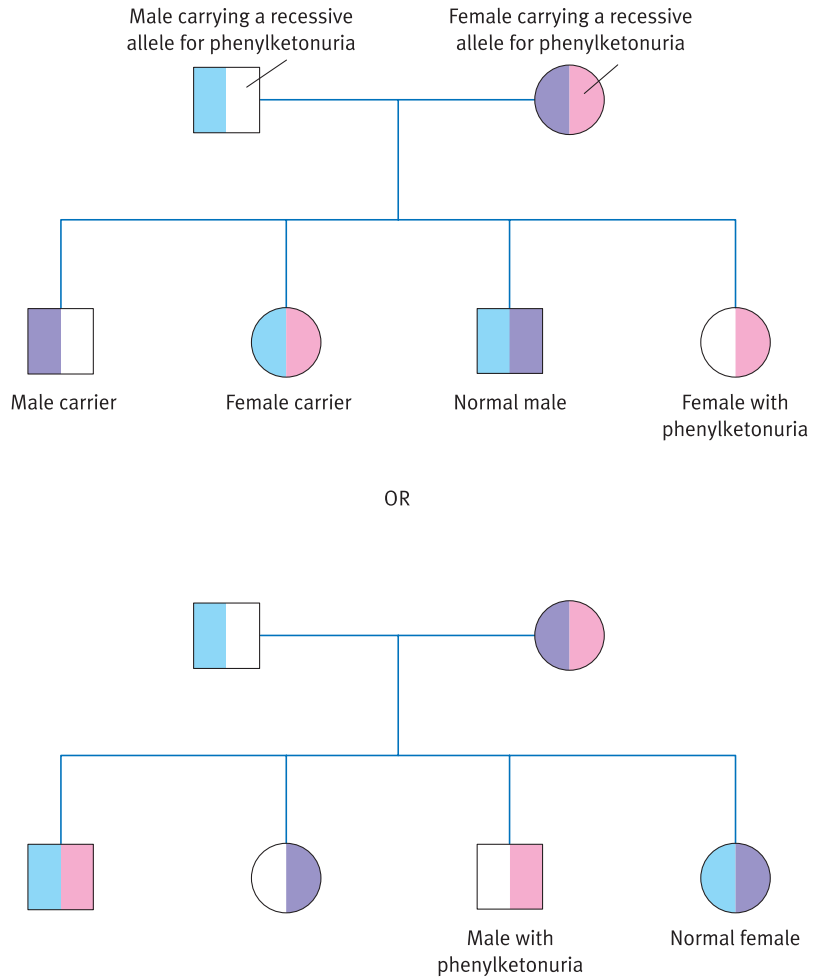 Male carrying a recessive
allele for phenylketonuria
Female carrying a recessive
allele for phenylketonuria
Male carrier
Female carrier
Normal male
Female with
phenylketonuria
OR
Male with
phenylketonuria
Normal female